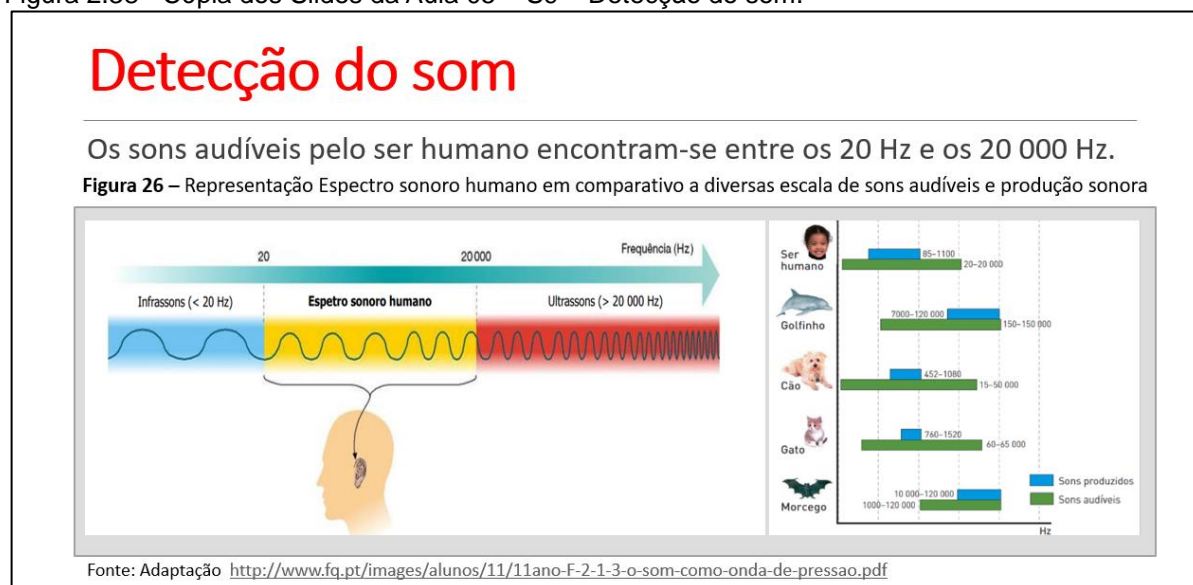 Detecção do som
Os sons audíveis pelo ser humano encontram-se entre os 20 Hz e os 20 000 Hz.
Figura 26 – Representação Espectro sonoro humano em comparativo a diversas escala de sons audíveis e produção sonora
20
20 000
Frequência (Hz)
Infrassons (< 20 Hz)
Espetro sonoro humano
Ultrassons (> 20 000 Hz)
Ser
humano
85–1100
20–20 000
Golfinho
7000–120 000
150–150 000
Cão
452–1080
15–50 000
Gato
760–1520
60–65 000
Morcego
10 000–120 000
1000–120 000
Sons produzidos
Sons audíveis
Hz
Fonte: Adaptação http://www.fq.pt/images/alunos/11/11ano-F-2-1-3-o-som-como-onda-de-pressao.pdf